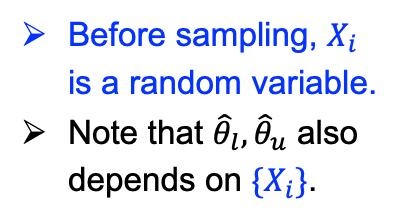 ➢ Before sampling, Xᵢ
is a random variable.
➢ Note that θ̂ₗ, θ̂ᵤ also
depends on {Xᵢ}.